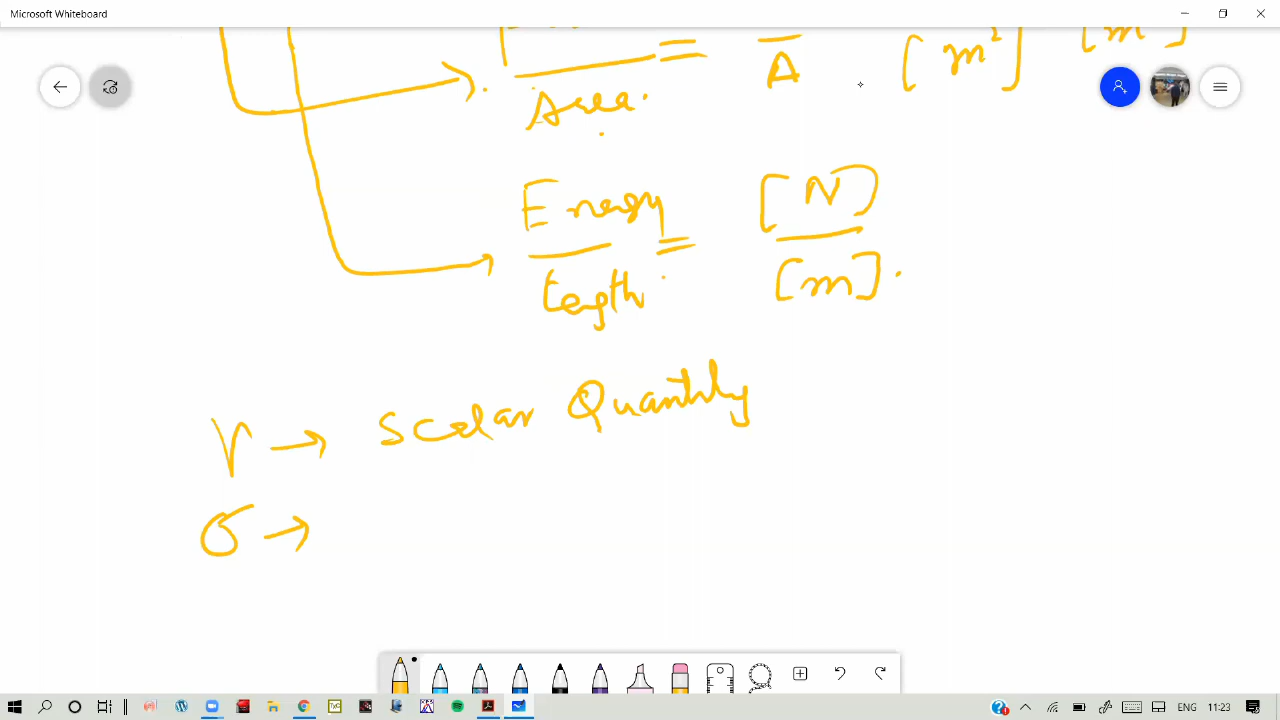 Microsoft Whiteboard
A [m²] [m]
Area.
Energy = [N]
Length [m].
γ → Scalar Quantity
σ →
ENG 11:23